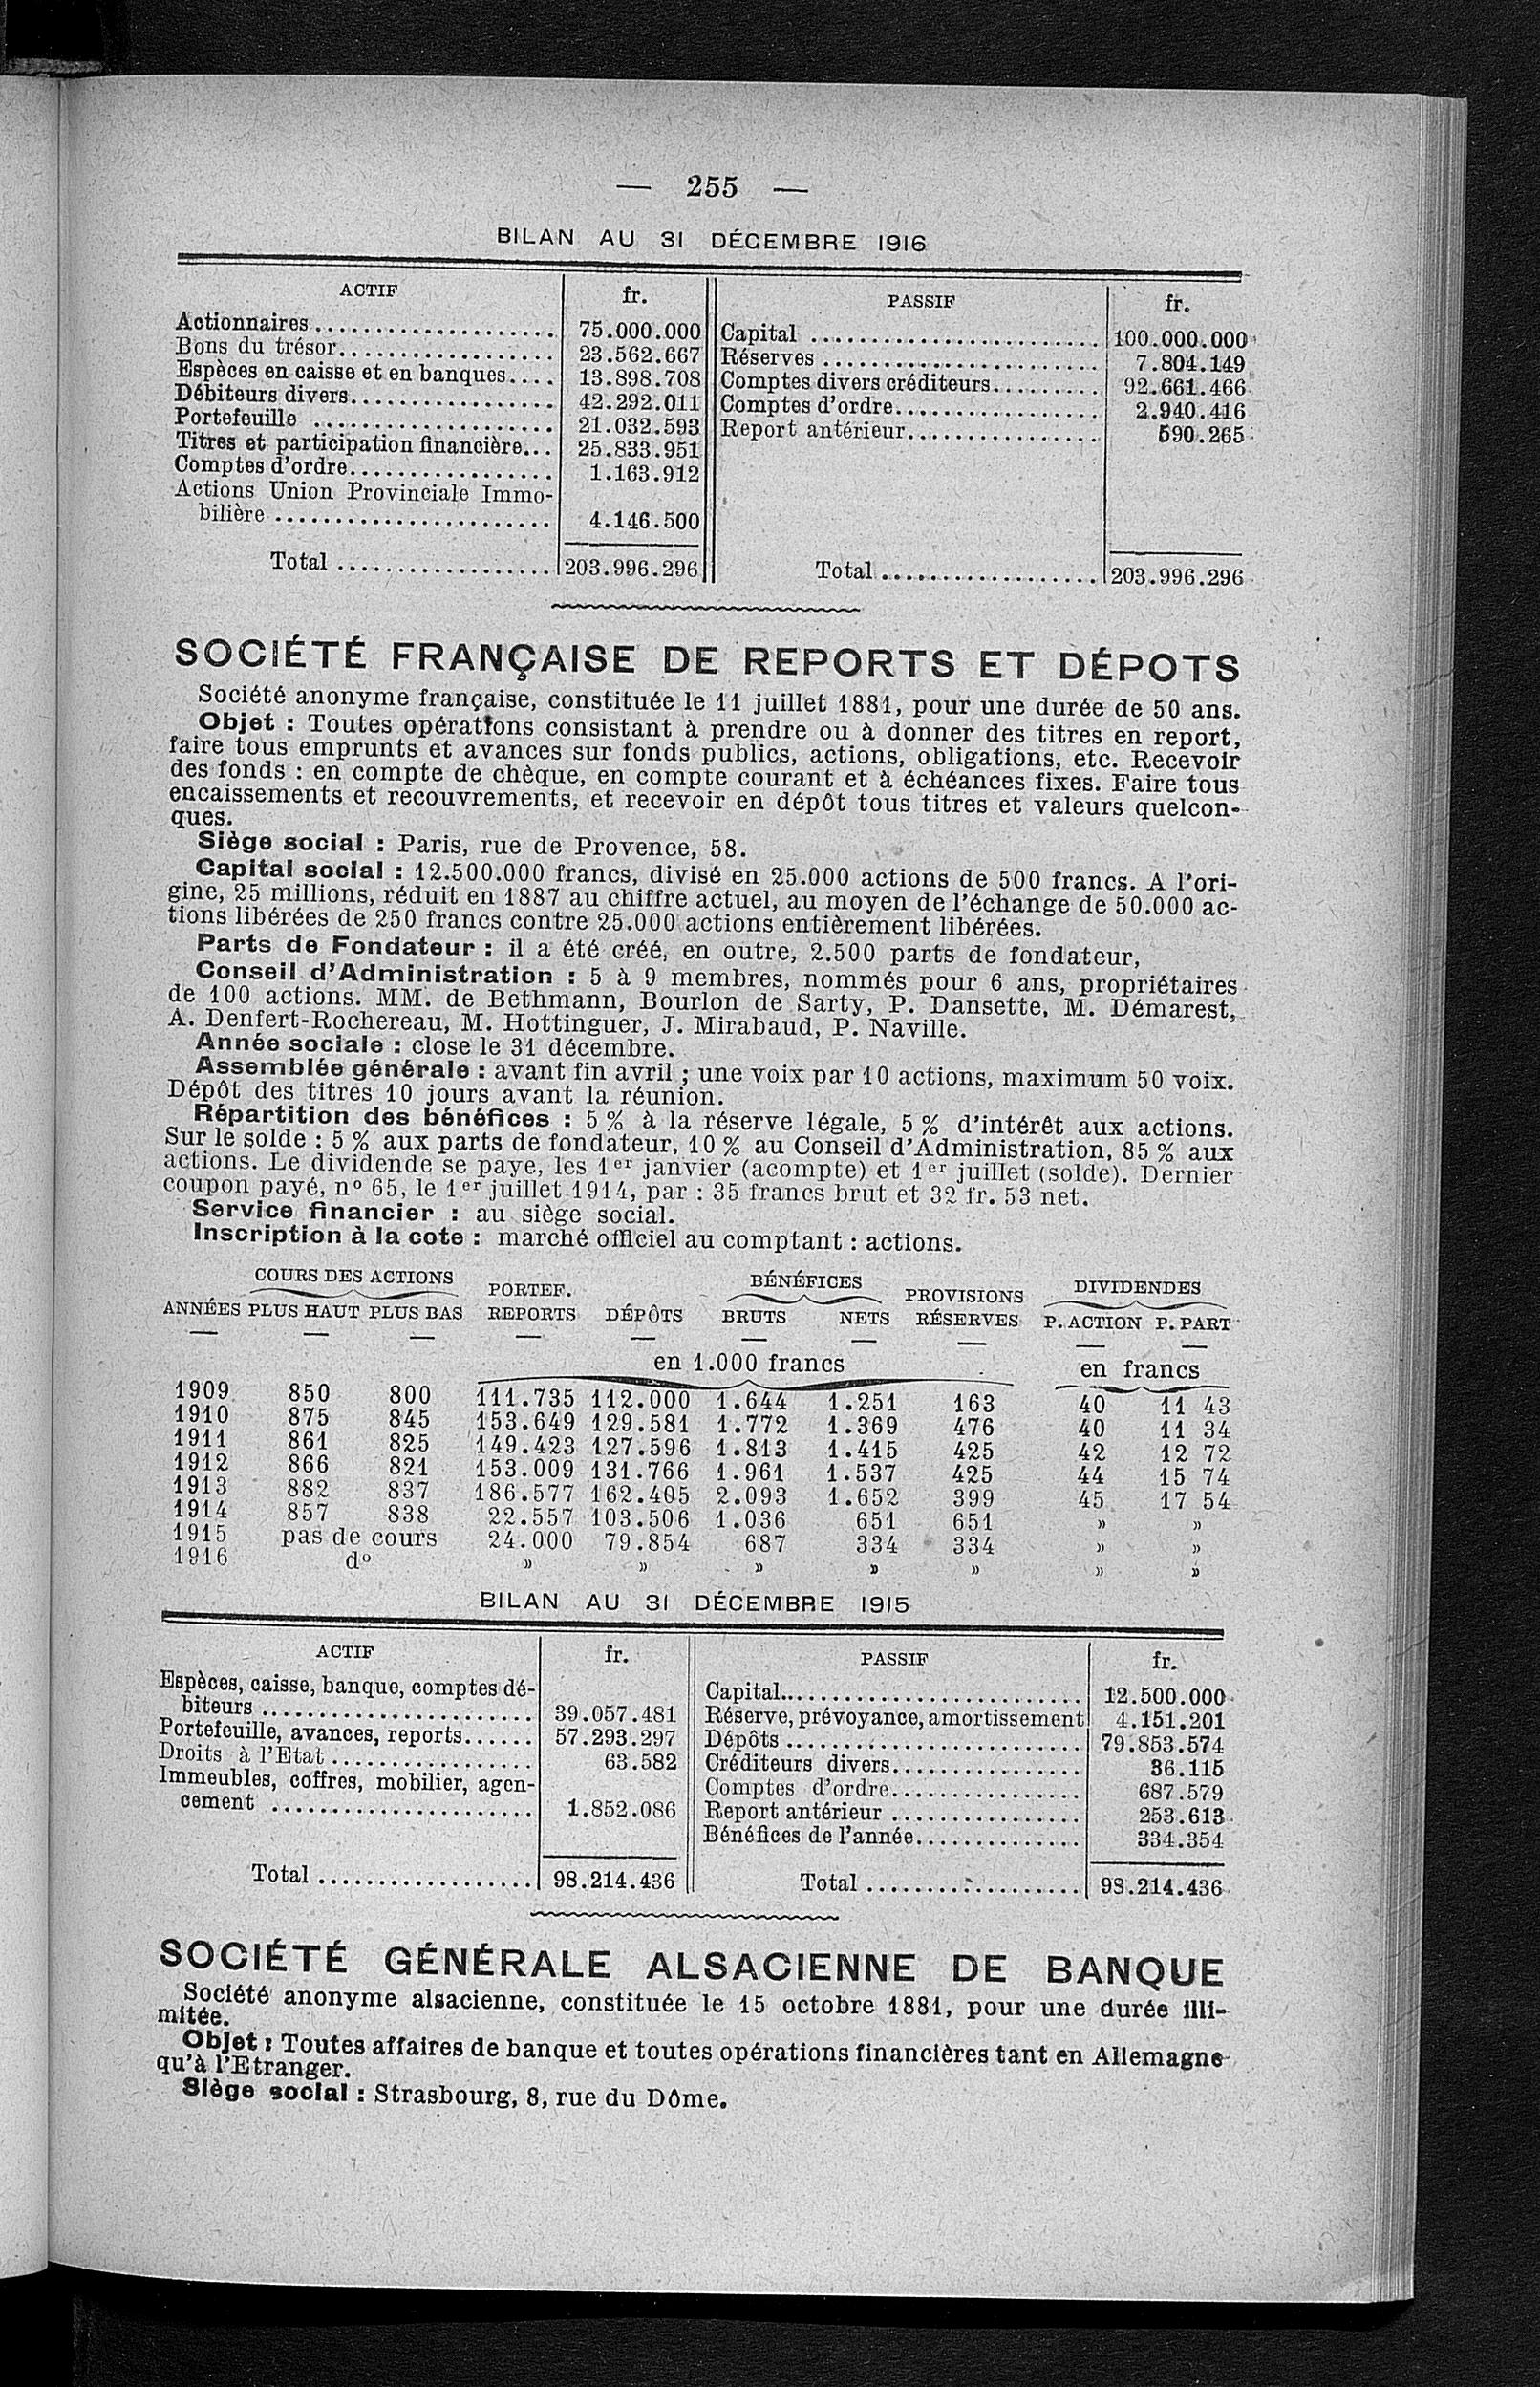 — 255 —
BILAN AU 31 DÉCEMBRE 1916
ACTIF fr. PASSIF fr.
Actionnaires.................... 75.000.000 Capital ........................ 100.000.000
Bons du trésor.................. 23.562.667 Réserves ....................... 7.804.149
Espèces en caisse et en banques.... 13.898.708 Comptes divers créditeurs......... 92.661.466
Débiteurs divers................. 42.292.011 Comptes d'ordre................. 2.940.416
Portefeuille .................... 21.032.593 Report antérieur................ 590.265
Titres et participation financière... 25.833.951
Comptes d'ordre................. 1.163.912
Actions Union Provinciale Immo-
bilière ....................... 4.146.500
Total .................. 203.996.296 Total .................. 203.996.296
SOCIÉTÉ FRANÇAISE DE REPORTS ET DÉPOTS
Société anonyme française, constituée le 11 juillet 1881, pour une durée de 50 ans.
Objet : Toutes opérations consistant à prendre ou à donner des titres en report,
faire tous emprunts et avances sur fonds publics, actions, obligations, etc. Recevoir
des fonds : en compte de chèque, en compte courant et à échéances fixes. Faire tous
encaissements et recouvrements, et recevoir en dépôt tous titres et valeurs quelcon-
ques.
Siège social : Paris, rue de Provence, 58.
Capital social : 12.500.000 francs, divisé en 25.000 actions de 500 francs. A l'ori-
gine, 25 millions, réduit en 1887 au chiffre actuel, au moyen de l'échange de 50.000 ac-
tions libérées de 250 francs contre 25.000 actions entièrement libérées.
Parts de Fondateur : il a été créé, en outre, 2.500 parts de fondateur,
Conseil d'Administration : 5 à 9 membres, nommés pour 6 ans, propriétaires
de 100 actions. MM. de Bethmann, Bourlon de Sarty, P. Dansette, M. Démarest,
A. Denfert-Rochereau, M. Hottinguer, J. Mirabaud, P. Naville.
Année sociale : close le 31 décembre.
Assemblée générale : avant fin avril ; une voix par 10 actions, maximum 50 voix.
Dépôt des titres 10 jours avant la réunion.
Répartition des bénéfices : 5 % à la réserve légale, 5 % d'intérêt aux actions.
Sur le solde : 5 % aux parts de fondateur, 10 % au Conseil d'Administration, 85 % aux
actions. Le dividende se paye, les 1er janvier (acompte) et 1er juillet (solde). Dernier
coupon payé, nº 65, le 1er juillet 1914, par : 35 francs brut et 32 fr. 53 net.
Service financier : au siège social.
Inscription à la cote : marché officiel au comptant : actions.
COURS DES ACTIONS PORTEF. BÉNÉFICES PROVISIONS DIVIDENDES
ANNÉES PLUS HAUT PLUS BAS REPORTS DÉPÔTS BRUTS NETS RÉSERVES P. ACTION P. PART
en 1.000 francs en francs
1909 850 800 111.735 112.000 1.644 1.251 163 40 11 43
1910 875 845 153.649 129.581 1.772 1.369 476 40 11 34
1911 861 825 149.423 127.596 1.813 1.415 425 42 12 72
1912 866 821 153.009 131.766 1.961 1.537 425 44 15 74
1913 882 837 186.577 162.405 2.093 1.652 399 45 17 54
1914 857 838 22.557 103.506 1.036 651 651 » »
1915 pas de cours 24.000 79.854 687 334 334 » »
1916 dº » » » » » » »
BILAN AU 31 DÉCEMBRE 1915
ACTIF fr. PASSIF fr.
Espèces, caisse, banque, comptes dé-
biteurs ....................... 39.057.481 Capital.......................... 12.500.000
Portefeuille, avances, reports...... 57.293.297 Réserve, prévoyance, amortissement 4.151.201
Droits à l'Etat ................. 63.582 Dépôts ......................... 79.853.574
Immeubles, coffres, mobilier, agen- Créditeurs divers................ 36.115
cement ...................... 1.852.086 Comptes d'ordre................ 687.579
Report antérieur ................ 253.613
Bénéfices de l'année.............. 334.354
Total .................. 98.214.436 Total .................. 98.214.436
SOCIÉTÉ GÉNÉRALE ALSACIENNE DE BANQUE
Société anonyme alsacienne, constituée le 15 octobre 1881, pour une durée illi-
mitée.
Objet : Toutes affaires de banque et toutes opérations financières tant en Allemagne
qu'à l'Etranger.
Siège social : Strasbourg, 8, rue du Dôme.